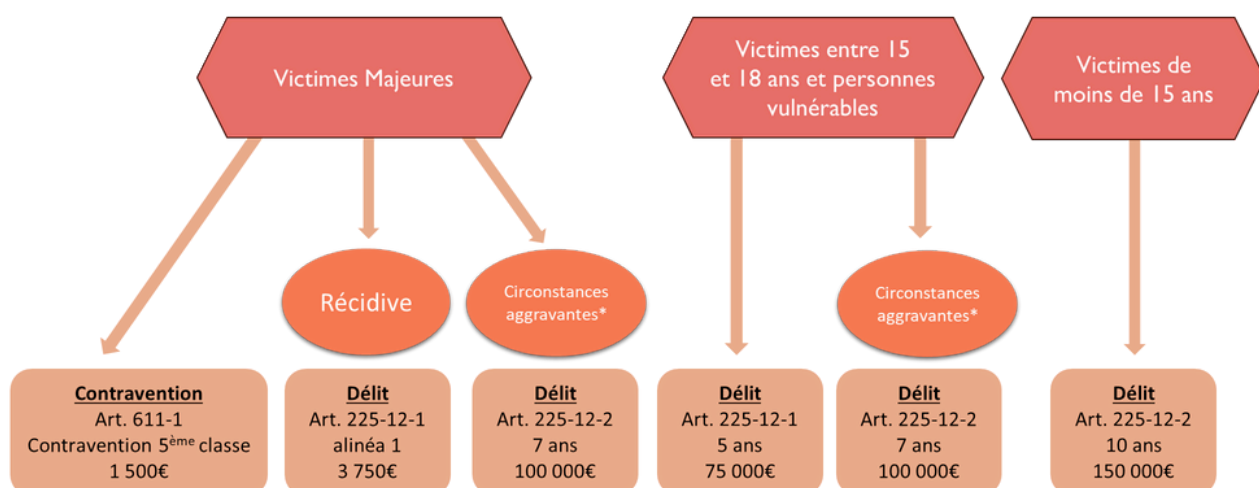 Victimes Majeures
Victimes entre 15
et 18 ans et personnes
vulnérables
Victimes de
moins de 15 ans
Récidive
Circonstances
aggravantes*
Circonstances
aggravantes*
Contravention
Art. 611-1
Contravention 5ème classe
1 500€
Délit
Art. 225-12-1
alinéa 1
3 750€
Délit
Art. 225-12-2
7 ans
100 000€
Délit
Art. 225-12-1
5 ans
75 000€
Délit
Art. 225-12-2
7 ans
100 000€
Délit
Art. 225-12-2
10 ans
150 000€